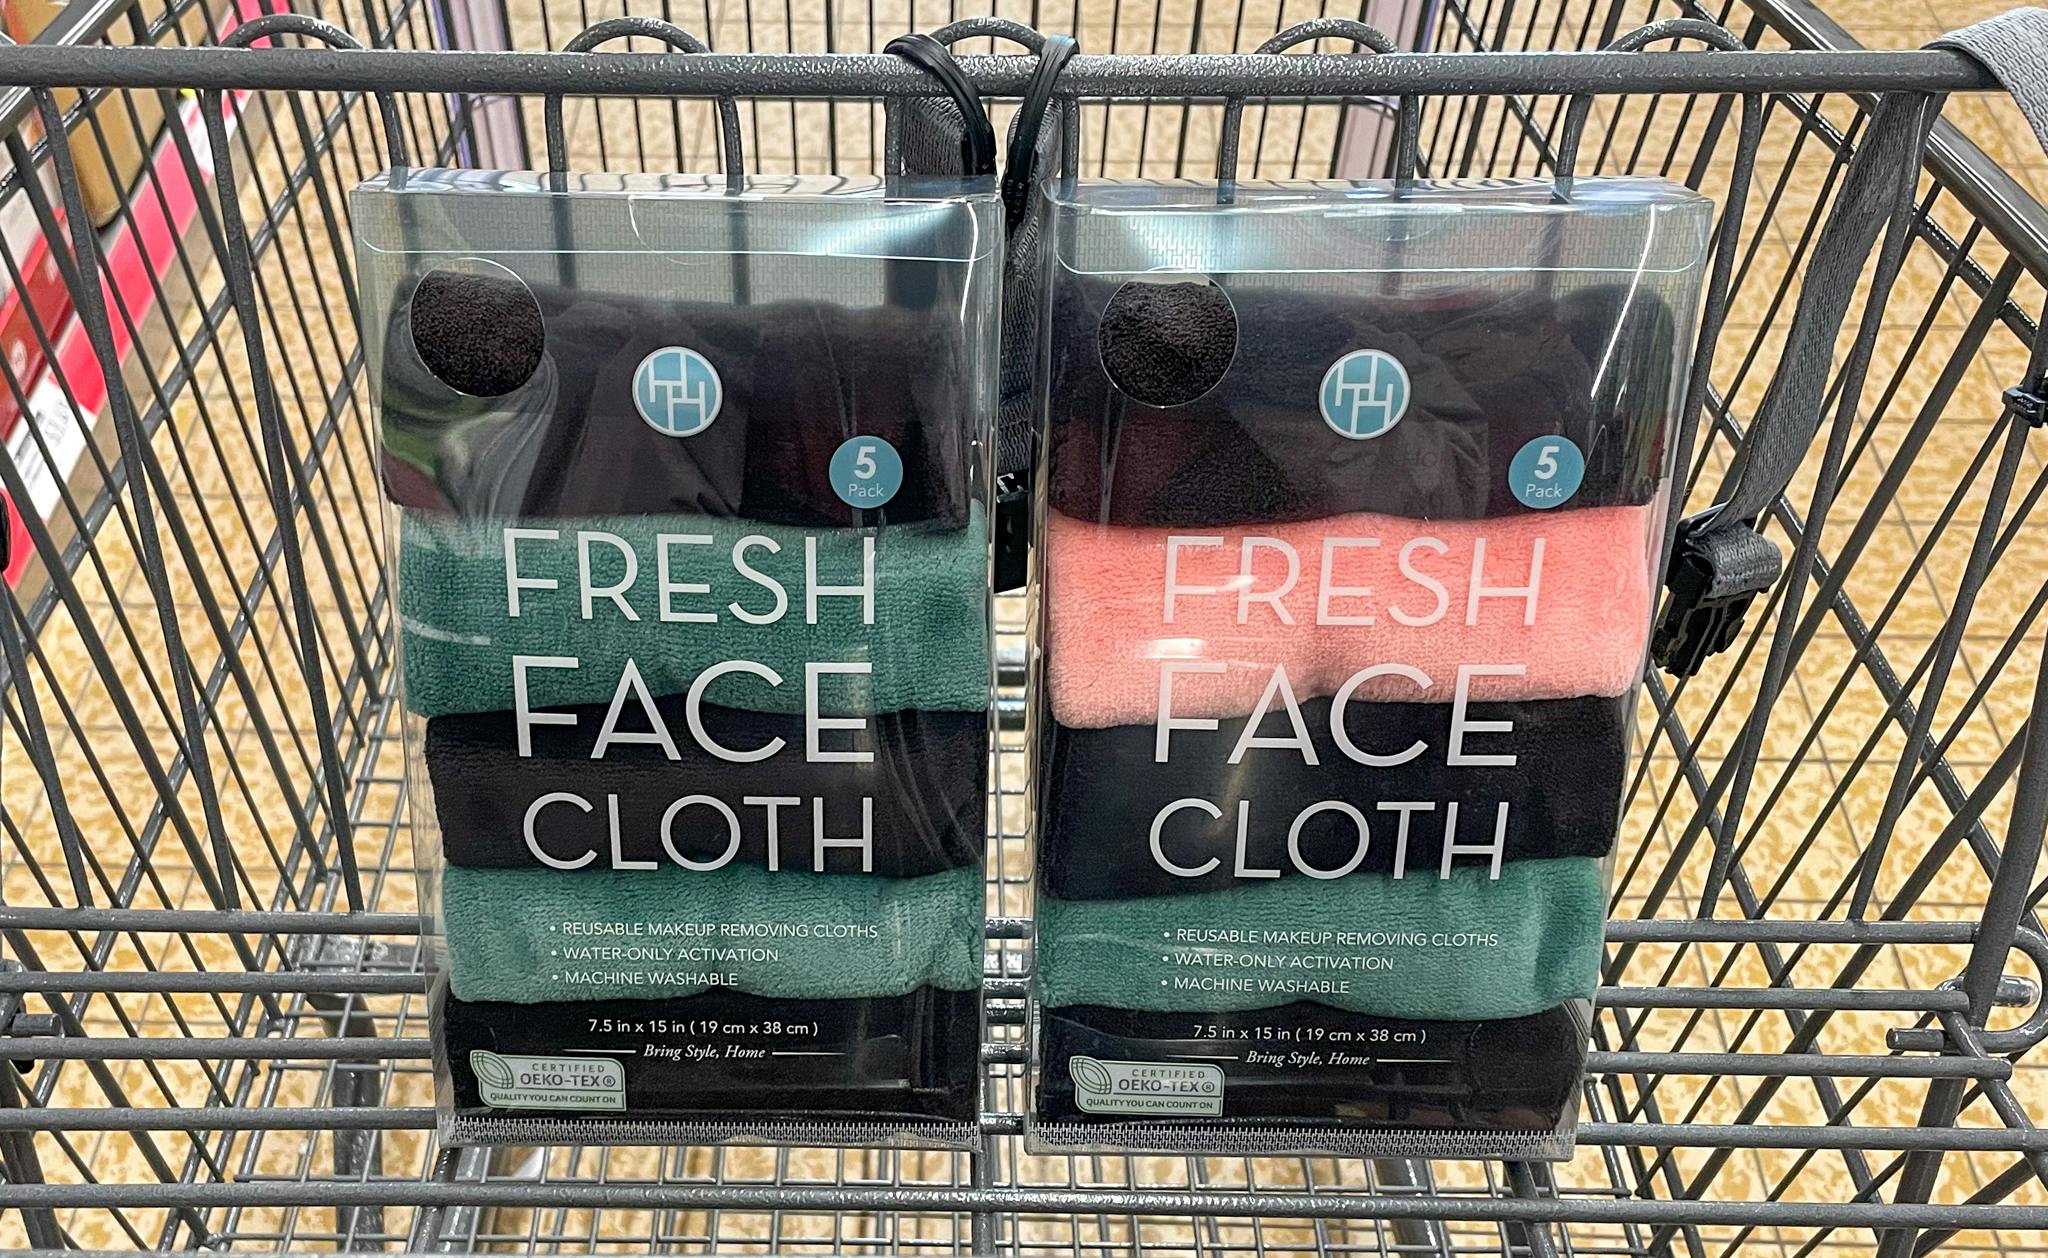 5
Pack
FRESH
FACE
CLOTH
• REUSABLE MAKEUP REMOVING CLOTHS
• WATER-ONLY ACTIVATION
• MACHINE WASHABLE
7.5 in x 15 in ( 19 cm x 38 cm )
Bring Style, Home
CERTIFIED
OEKO-TEX®
QUALITY YOU CAN COUNT ON
5
Pack
FRESH
FACE
CLOTH
• REUSABLE MAKEUP REMOVING CLOTHS
• WATER-ONLY ACTIVATION
• MACHINE WASHABLE
7.5 in x 15 in ( 19 cm x 38 cm )
Bring Style, Home
CERTIFIED
OEKO-TEX®
QUALITY YOU CAN COUNT ON